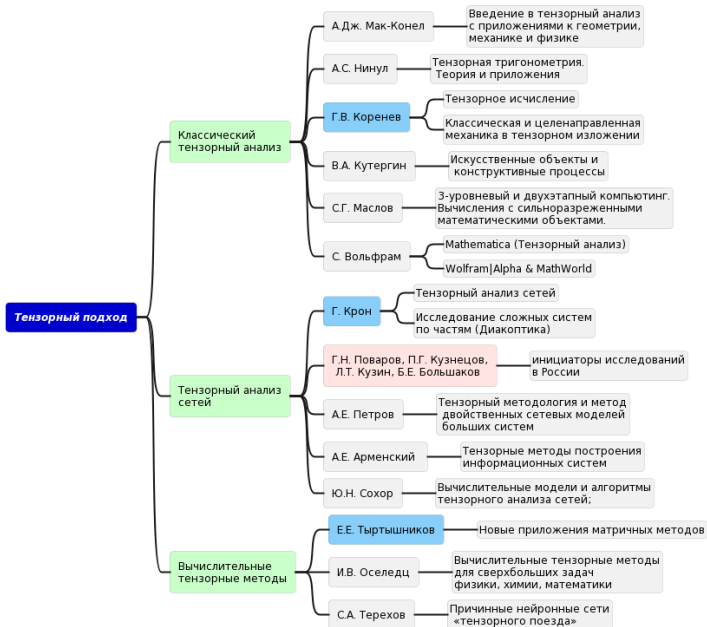 Тензорный подход
Классический
тензорный анализ
А.Дж. Мак-Конел
Введение в тензорный анализ
с приложениями к геометрии,
механике и физике
А.С. Нинул
Тензорная тригонометрия.
Теория и приложения
Г.В. Коренев
Тензорное исчисление
Классическая и целенаправленная
механика в тензорном изложении
В.А. Кутергин
Искусственные объекты и
конструктивные процессы
С.Г. Маслов
3-уровневый и двухэтапный компьютинг.
Вычисления с сильноразреженными
математическими объектами.
С. Вольфрам
Mathematica (Тензорный анализ)
Wolfram|Alpha & MathWorld
Тензорный анализ
сетей
Г. Крон
Тензорный анализ сетей
Исследование сложных систем
по частям (Диакоптика)
Г.Н. Поваров, П.Г. Кузнецов,
Л.Т. Кузин, Б.Е. Большаков
инициаторы исследований
в России
А.Е. Петров
Тензорный методология и метод
двойственных сетевых моделей
больших систем
А.Е. Арменский
Тензорные методы построения
информационных систем
Ю.Н. Сохор
Вычислительные модели и алгоритмы
тензорного анализа сетей;
Вычислительные
тензорные методы
Е.Е. Тыртышников
Новые приложения матричных методов
И.В. Оселедц
Вычислительные тензорные методы
для сверхбольших задач
физики, химии, математики
С.А. Терехов
Причинные нейронные сети
«тензорного поезда»